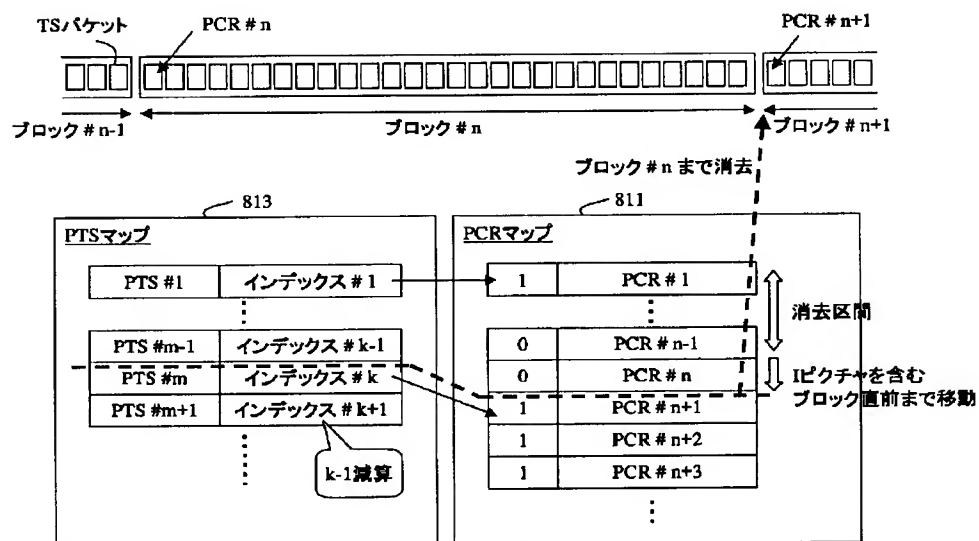 TSパケット
PCR # n
PCR # n+1
ブロック # n-1
ブロック # n
ブロック # n+1
ブロック # n まで消去
813
811
PTSマップ
PCRマップ
PTS #1 インデックス # 1
1 PCR # 1
消去区間
PTS #m-1 インデックス # k-1
0 PCR # n-1
PTS #m インデックス # k
0 PCR # n
Iピクチャを含む
ブロック直前まで移動
PTS #m+1 インデックス # k+1
1 PCR # n+1
1 PCR # n+2
k-1減算
1 PCR # n+3